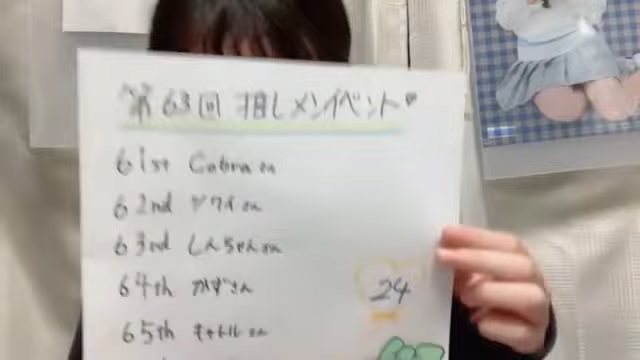 第63回 推しメンイベント
61st Cobraさん
62nd ツワイさん
63rd しんちゃんさん
64th かずさん
24
65th キャトルさん